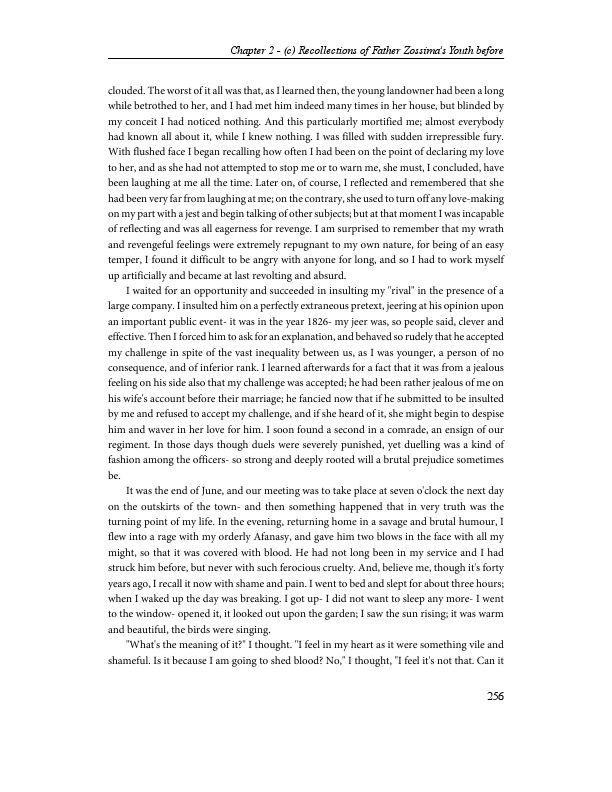 Chapter 2 - (c) Recollections of Father Zossima's Youth before
clouded. The worst of it all was that, as I learned then, the young landowner had been a long
while betrothed to her, and I had met him indeed many times in her house, but blinded by
my conceit I had noticed nothing. And this particularly mortified me; almost everybody
had known all about it, while I knew nothing. I was filled with sudden irrepressible fury.
With flushed face I began recalling how often I had been on the point of declaring my love
to her, and as she had not attempted to stop me or to warn me, she must, I concluded, have
been laughing at me all the time. Later on, of course, I reflected and remembered that she
had been very far from laughing at me; on the contrary, she used to turn off any love-making
on my part with a jest and begin talking of other subjects; but at that moment I was incapable
of reflecting and was all eagerness for revenge. I am surprised to remember that my wrath
and revengeful feelings were extremely repugnant to my own nature, for being of an easy
temper, I found it difficult to be angry with anyone for long, and so I had to work myself
up artificially and became at last revolting and absurd.
I waited for an opportunity and succeeded in insulting my "rival" in the presence of a
large company. I insulted him on a perfectly extraneous pretext, jeering at his opinion upon
an important public event- it was in the year 1826- my jeer was, so people said, clever and
effective. Then I forced him to ask for an explanation, and behaved so rudely that he accepted
my challenge in spite of the vast inequality between us, as I was younger, a person of no
consequence, and of inferior rank. I learned afterwards for a fact that it was from a jealous
feeling on his side also that my challenge was accepted; he had been rather jealous of me on
his wife's account before their marriage; he fancied now that if he submitted to be insulted
by me and refused to accept my challenge, and if she heard of it, she might begin to despise
him and waver in her love for him. I soon found a second in a comrade, an ensign of our
regiment. In those days though duels were severely punished, yet duelling was a kind of
fashion among the officers- so strong and deeply rooted will a brutal prejudice sometimes
be.
It was the end of June, and our meeting was to take place at seven o'clock the next day
on the outskirts of the town- and then something happened that in very truth was the
turning point of my life. In the evening, returning home in a savage and brutal humour, I
flew into a rage with my orderly Afanasy, and gave him two blows in the face with all my
might, so that it was covered with blood. He had not long been in my service and I had
struck him before, but never with such ferocious cruelty. And, believe me, though it's forty
years ago, I recall it now with shame and pain. I went to bed and slept for about three hours;
when I waked up the day was breaking. I got up- I did not want to sleep any more- I went
to the window- opened it, it looked out upon the garden; I saw the sun rising; it was warm
and beautiful, the birds were singing.
"What's the meaning of it?" I thought. "I feel in my heart as it were something vile and
shameful. Is it because I am going to shed blood? No," I thought, "I feel it's not that. Can it
256